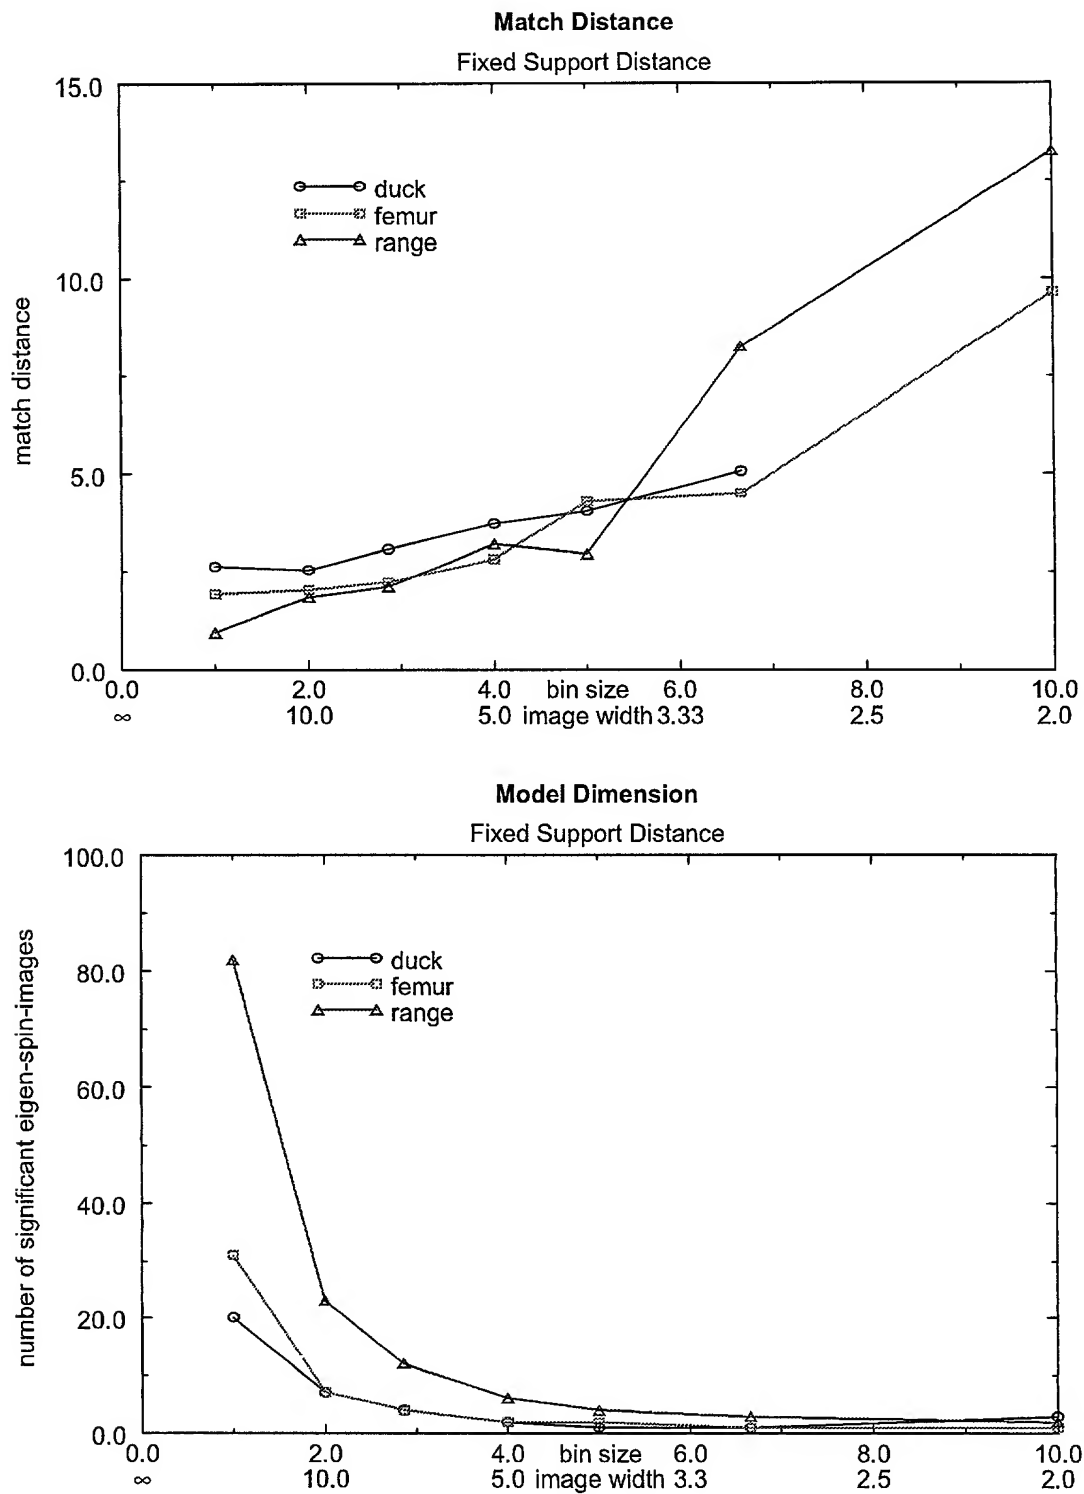 Match Distance
Fixed Support Distance
15.0
duck
femur
range
10.0
match distance
5.0
0.0
0.0 2.0 4.0 bin size 6.0 8.0 10.0
∞ 10.0 5.0 image width 3.33 2.5 2.0
Model Dimension
Fixed Support Distance
100.0
duck
80.0
femur
range
number of significant eigen-spin-images
60.0
40.0
20.0
0.0
0.0 2.0 4.0 bin size 6.0 8.0 10.0
∞ 10.0 5.0 image width 3.3 2.5 2.0